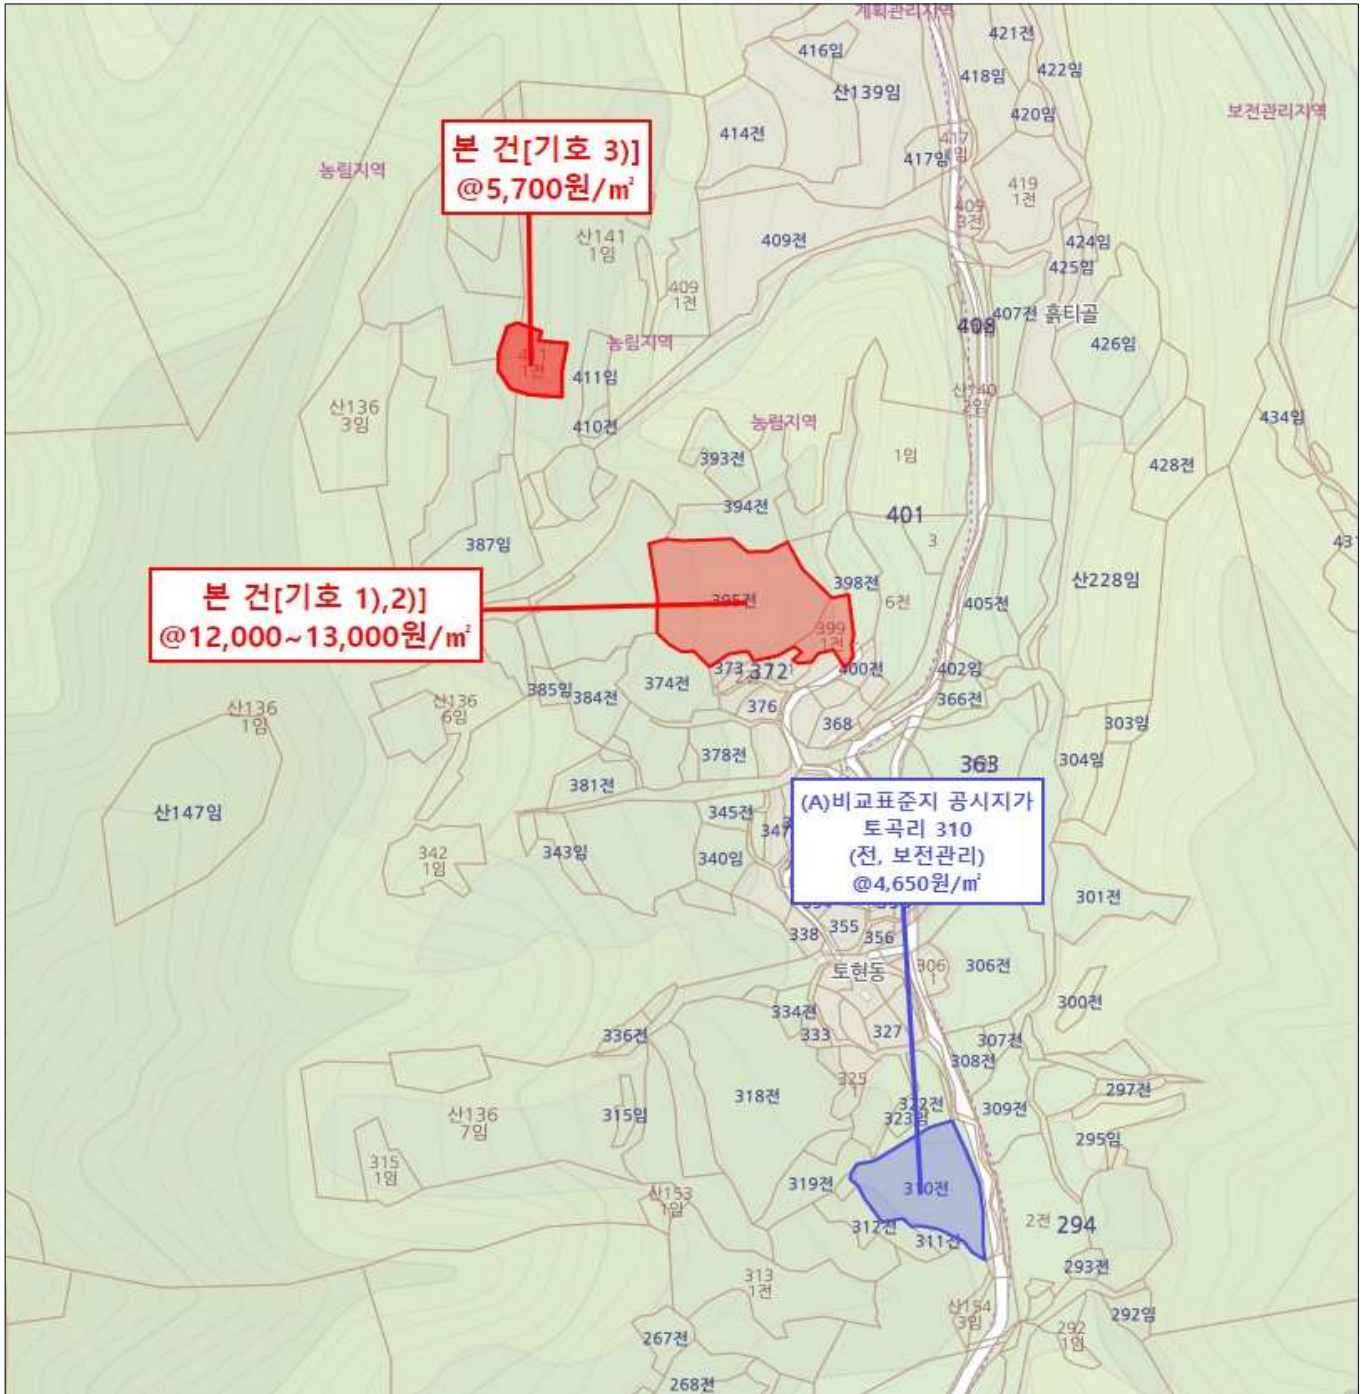 계획관리지역
421전
416임
418임
422임
산139임
보전관리지역
420임
414전
417
1임
417임
본 건[기호 3)]
@5,700원/㎡
농림지역
419
1전
409
3전
산141
1임
409전
424임
425임
409
1전
407전
흙티골
408
426임
농림지역
411임
1전
산140
2임
산136
3임
농림지역
434임
410전
393전
1임
428전
394전
401
387임
3
431
산228임
398전
본 건[기호 1),2)]
@12,000~13,000원/㎡
395전
6전
405전
399
1전
373
372
400전
402임
374전
385임
384전
366전
산136
6임
376
산136
1임
368
303임
378전
304임
363
381전
산147임
345전
347
(A)비교표준지 공시지가
토곡리 310
(전, 보전관리)
@4,650원/㎡
342
1임
343임
340임
301전
355
338
356
306
1
306전
토현동
300전
334전
336전
333
327
307전
308전
325
1
297전
318전
322전
309전
산136
7임
315임
323임
295임
315
1임
319전
310전
산153
1임
2전
294
312전
311전
293전
313
1전
산154
3임
292임
292
1임
267전
268전